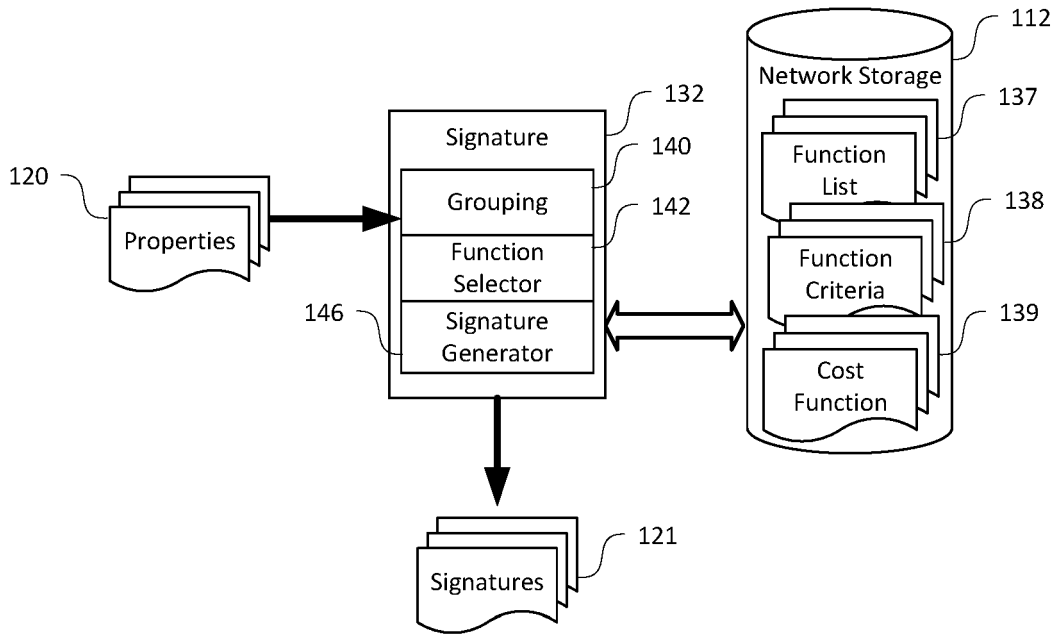 112
Network Storage
132
137
Signature
140
Function
List
120
Grouping
142
138
Properties
Function
Selector
Function
Criteria
146
Signature
Generator
139
Cost
Function
121
Signatures